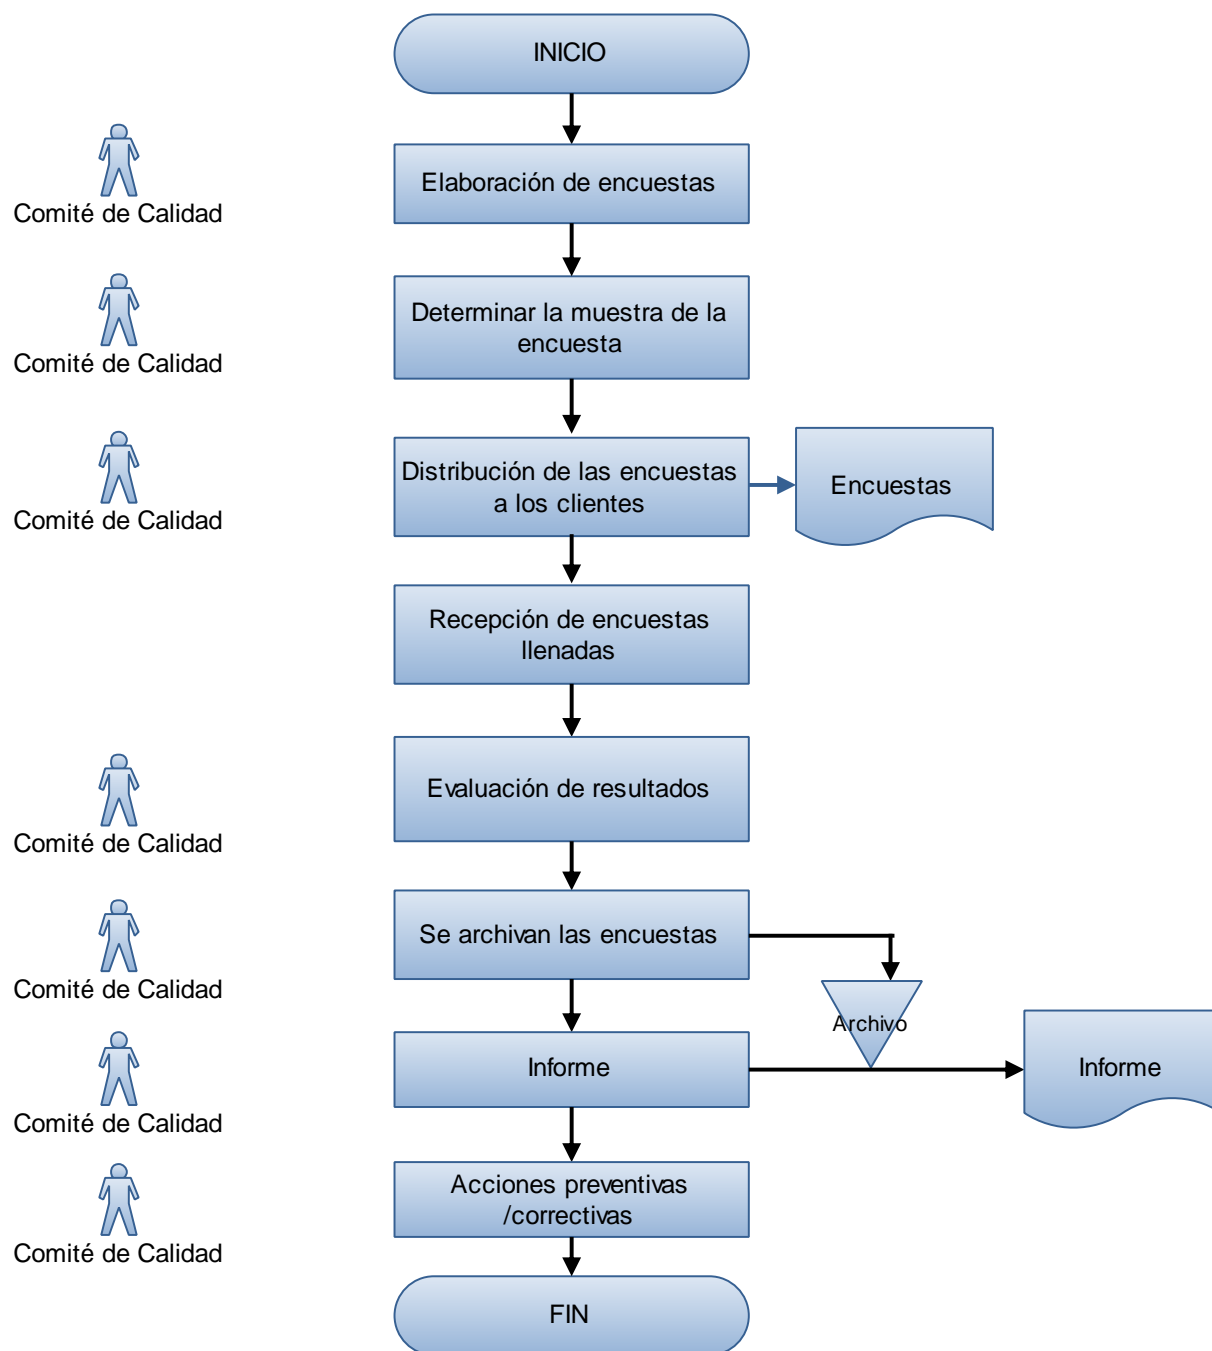 INICIO
Comité de Calidad
Elaboración de encuestas
Comité de Calidad
Determinar la muestra de la
encuesta
Comité de Calidad
Distribución de las encuestas
a los clientes
Encuestas
Recepción de encuestas
llenadas
Comité de Calidad
Evaluación de resultados
Comité de Calidad
Se archivan las encuestas
Archivo
Comité de Calidad
Informe
Informe
Comité de Calidad
Acciones preventivas
/correctivas
FIN